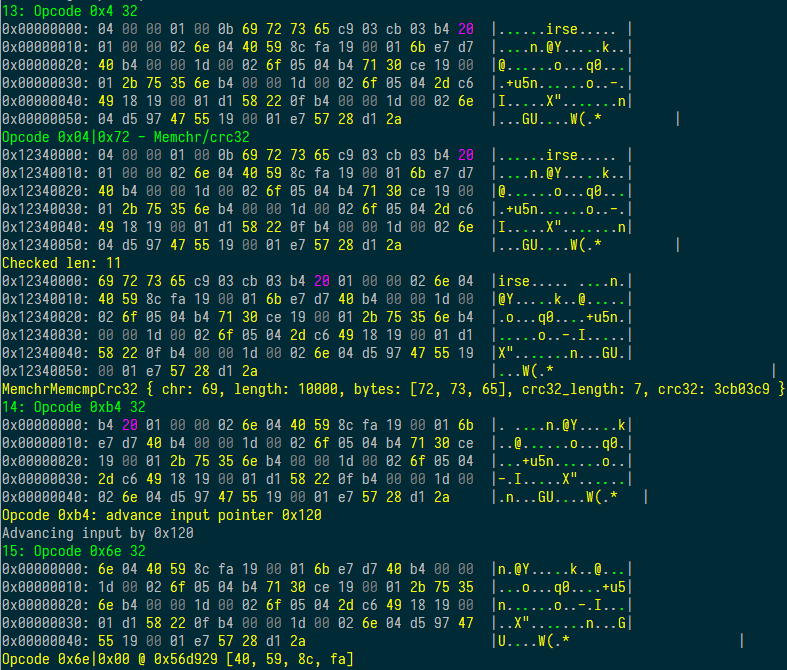 13: Opcode 0x4 32
0x00000000: 04 00 00 01 00 0b 69 72 73 65 c9 03 cb 03 b4 20 |......irse..... |
0x00000010: 01 00 00 02 6e 04 40 59 8c fa 19 00 01 6b e7 d7 |....n.@Y.....k..|
0x00000020: 40 b4 00 00 1d 00 02 6f 05 04 b4 71 30 ce 19 00 |@......o...q0...|
0x00000030: 01 2b 75 35 6e b4 00 00 1d 00 02 6f 05 04 2d c6 |.+u5n......o..-.|
0x00000040: 49 18 19 00 01 d1 58 22 0f b4 00 00 1d 00 02 6e |I.....X".......n|
0x00000050: 04 d5 97 47 55 19 00 01 e7 57 28 d1 2a |...GU....W(.* |
Opcode 0x04|0x72 - Memchr/crc32
0x12340000: 04 00 00 01 00 0b 69 72 73 65 c9 03 cb 03 b4 20 |......irse..... |
0x12340010: 01 00 00 02 6e 04 40 59 8c fa 19 00 01 6b e7 d7 |....n.@Y.....k..|
0x12340020: 40 b4 00 00 1d 00 02 6f 05 04 b4 71 30 ce 19 00 |@......o...q0...|
0x12340030: 01 2b 75 35 6e b4 00 00 1d 00 02 6f 05 04 2d c6 |.+u5n......o..-.|
0x12340040: 49 18 19 00 01 d1 58 22 0f b4 00 00 1d 00 02 6e |I.....X".......n|
0x12340050: 04 d5 97 47 55 19 00 01 e7 57 28 d1 2a |...GU....W(.* |
Checked len: 11
0x12340000: 69 72 73 65 c9 03 cb 03 b4 20 01 00 00 02 6e 04 |irse..... ....n.|
0x12340010: 40 59 8c fa 19 00 01 6b e7 d7 40 b4 00 00 1d 00 |@Y.....k..@.....|
0x12340020: 02 6f 05 04 b4 71 30 ce 19 00 01 2b 75 35 6e b4 |.o...q0....+u5n.|
0x12340030: 00 00 1d 00 02 6f 05 04 2d c6 49 18 19 00 01 d1 |.....o..-.I.....|
0x12340040: 58 22 0f b4 00 00 1d 00 02 6e 04 d5 97 47 55 19 |X".......n...GU.|
0x12340050: 00 01 e7 57 28 d1 2a |...W(.* |
MemchrMemcmpCrc32 { chr: 69, length: 10000, bytes: [72, 73, 65], crc32_length: 7, crc32: 3cb03c9 }
14: Opcode 0xb4 32
0x00000000: b4 20 01 00 00 02 6e 04 40 59 8c fa 19 00 01 6b |. ....n.@Y.....k|
0x00000010: e7 d7 40 b4 00 00 1d 00 02 6f 05 04 b4 71 30 ce |..@......o...q0.|
0x00000020: 19 00 01 2b 75 35 6e b4 00 00 1d 00 02 6f 05 04 |...+u5n......o..|
0x00000030: 2d c6 49 18 19 00 01 d1 58 22 0f b4 00 00 1d 00 |-.I.....X"......|
0x00000040: 02 6e 04 d5 97 47 55 19 00 01 e7 57 28 d1 2a |.n...GU....W(.* |
Opcode 0xb4: advance input pointer 0x120
Advancing input by 0x120
15: Opcode 0x6e 32
0x00000000: 6e 04 40 59 8c fa 19 00 01 6b e7 d7 40 b4 00 00 |n.@Y.....k..@...|
0x00000010: 1d 00 02 6f 05 04 b4 71 30 ce 19 00 01 2b 75 35 |...o...q0....+u5|
0x00000020: 6e b4 00 00 1d 00 02 6f 05 04 2d c6 49 18 19 00 |n......o..-.I...|
0x00000030: 01 d1 58 22 0f b4 00 00 1d 00 02 6e 04 d5 97 47 |..X".......n...G|
0x00000040: 55 19 00 01 e7 57 28 d1 2a |U....W(.* |
Opcode 0x6e|0x00 @ 0x56d929 [40, 59, 8c, fa]